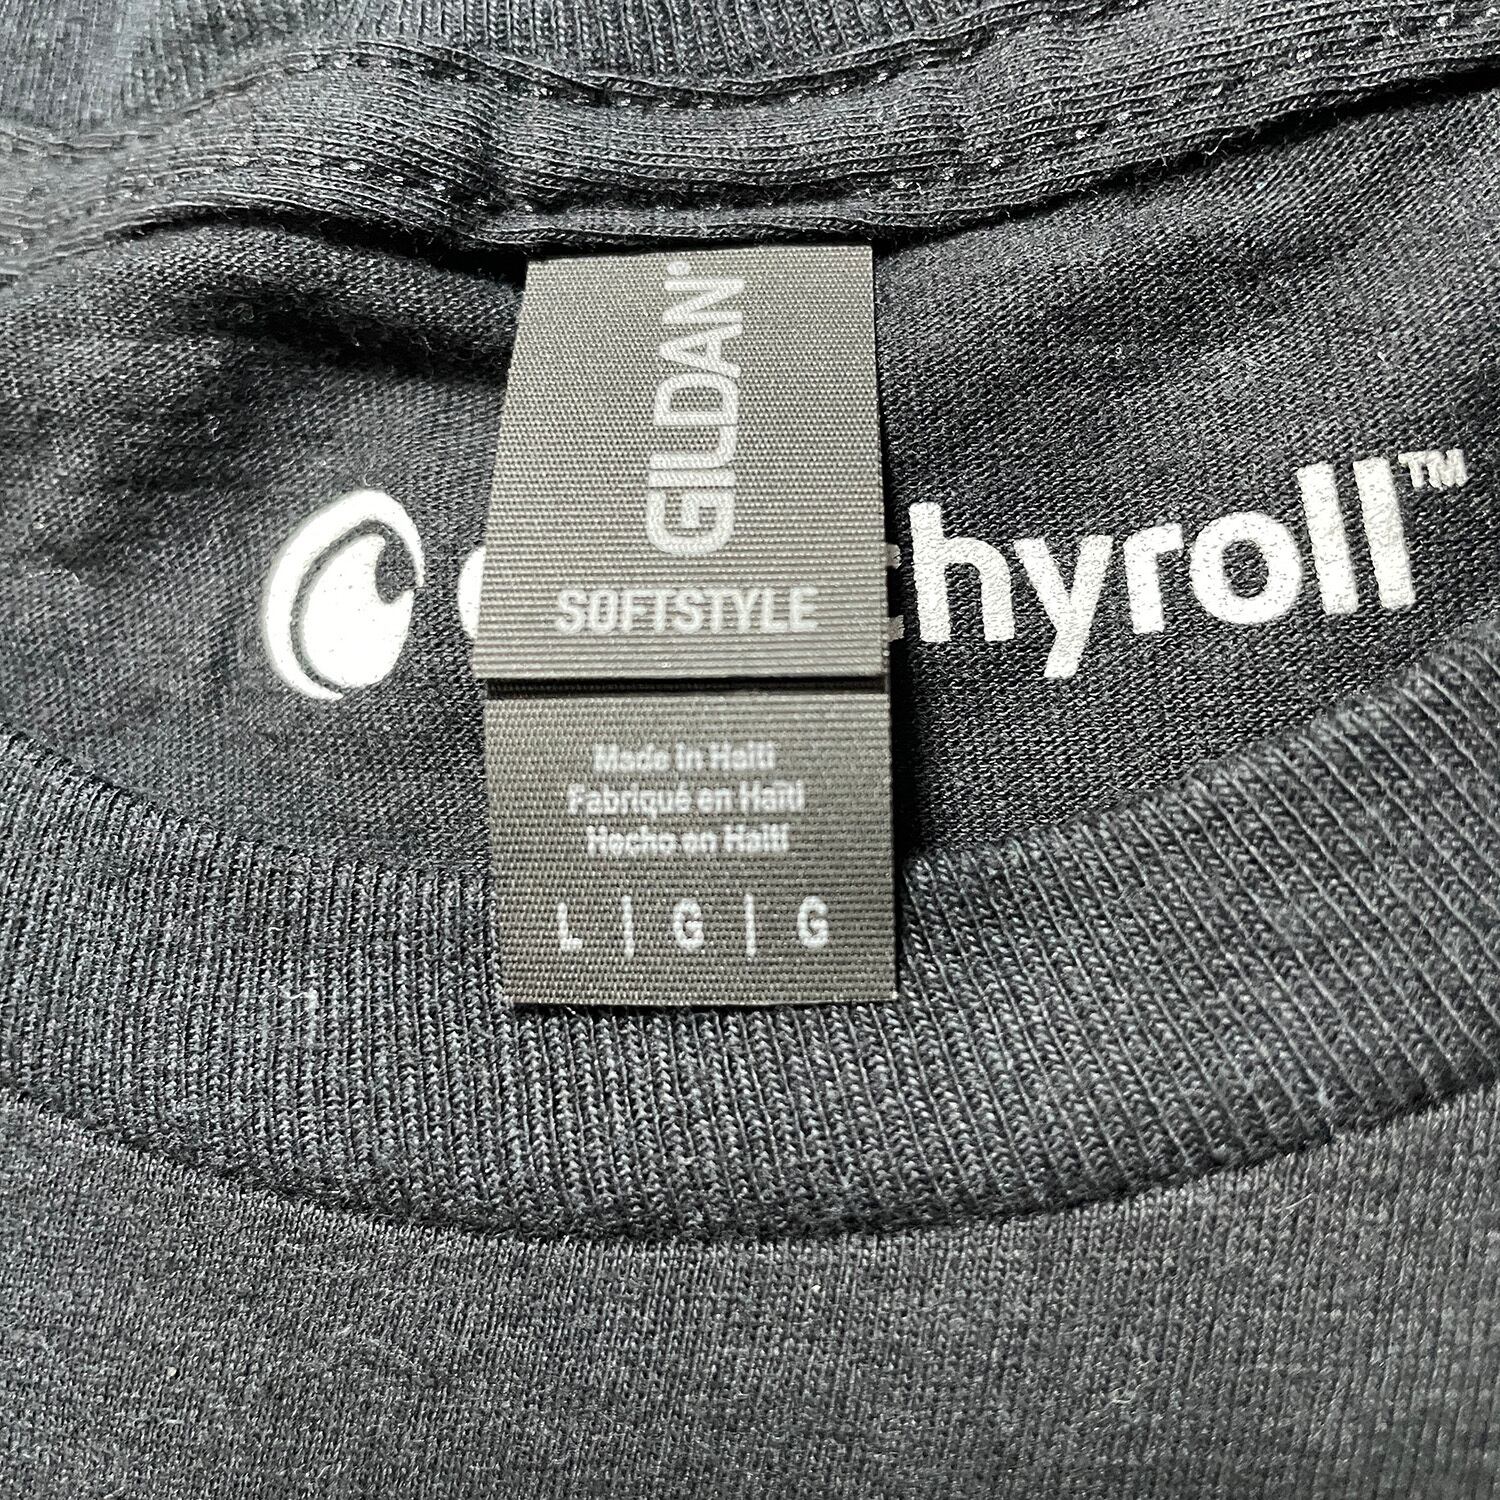 GILDAN®
SOFTSTYLE
chyroll™
Made in Haiti
Fabriqué en Haïti
Hecho en Haití
L | G | G